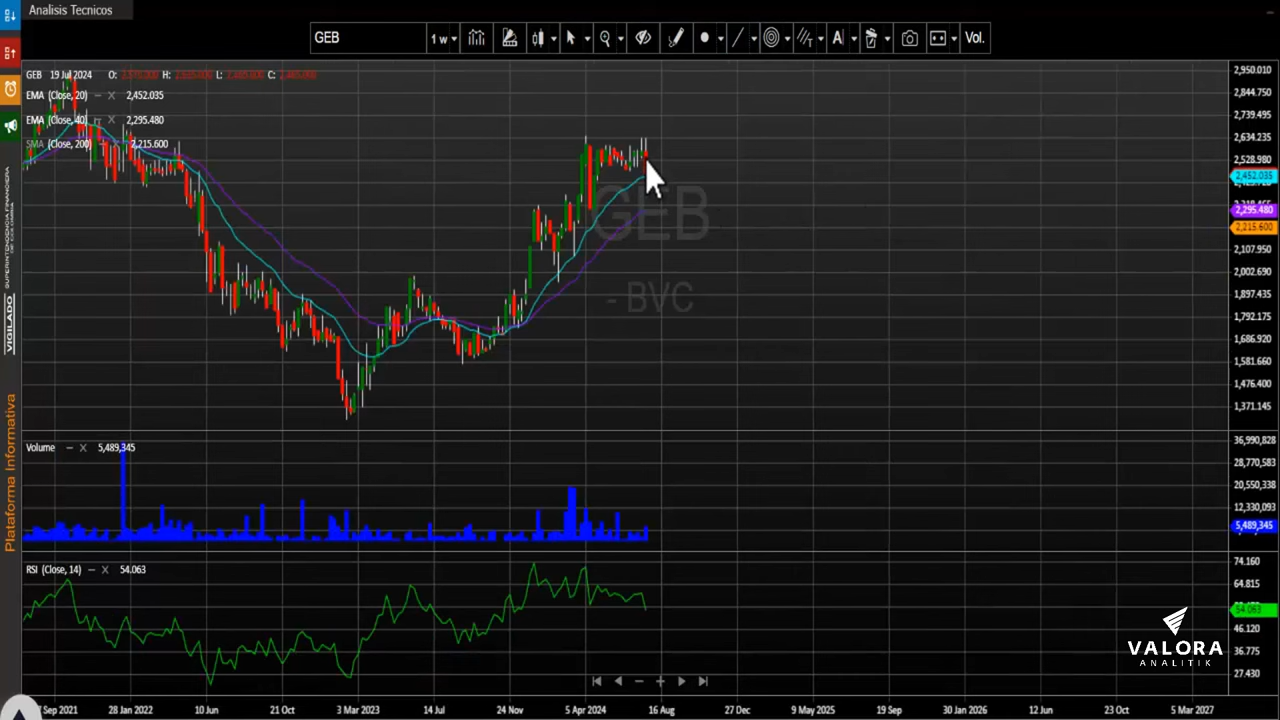 Analisis Tecnicos
GEB 1 w A Vol.
GEB 19 Jul 2024 O: H: L: C:
EMA (Close, 20) 2,452.035
EMA (Close, 40) 2,295.480
SMA (Close, 200) 2,215.600
GEB
- BVC
2,950.010
2,844.750
2,739.495
2,634.235
2,528.980
2,452.035
2,295.480
2,215.600
2,107.950
2,002.690
1,897.435
1,792.175
1,686.920
1,581.660
1,476.400
1,371.145
Volume 5,489,345
36,990,828
28,770,583
20,550,338
12,330,093
5,489,345
RSI (Close, 14) 54.063
74.160
64.815
54.063
46.120
36.775
27.430
VIGILADO SUPERINTENDENCIA FINANCIERA
DE COLOMBIA
Plataforma Informativa
VALORA
ANALITIK
Sep 2021 28 Jan 2022 10 Jun 21 Oct 3 Mar 2023 14 Jul 24 Nov 5 Apr 2024 16 Aug 27 Dec 9 May 2025 19 Sep 30 Jan 2026 12 Jun 23 Oct 5 Mar 2027